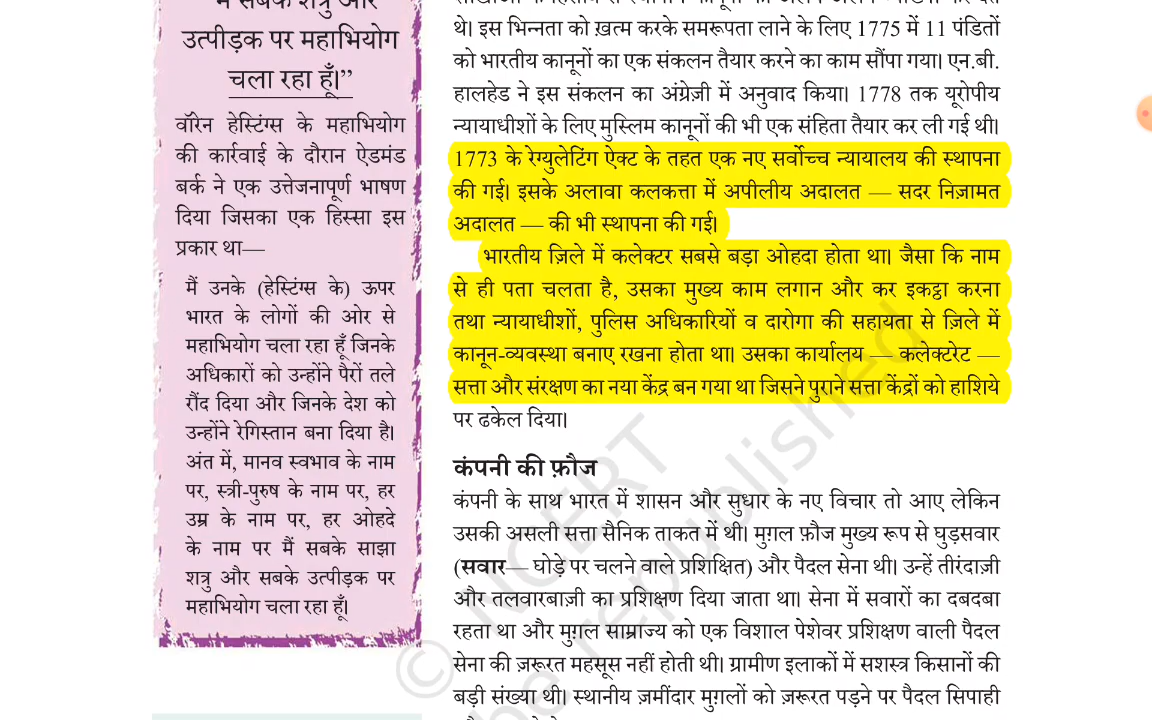 "मैं सबके शत्रु और
उत्पीड़क पर महाभियोग
चला रहा हूँ।”
वॉरेन हेस्टिंग्स के महाभियोग
की कार्रवाई के दौरान ऐडमंड
बर्क ने एक उत्तेजनापूर्ण भाषण
दिया जिसका एक हिस्सा इस
प्रकार था—
मैं उनके (हेस्टिंग्स के) ऊपर
भारत के लोगों की ओर से
महाभियोग चला रहा हूँ जिनके
अधिकारों को उन्होंने पैरों तले
रौंद दिया और जिनके देश को
उन्होंने रेगिस्तान बना दिया है।
अंत में, मानव स्वभाव के नाम
पर, स्त्री-पुरुष के नाम पर, हर
उम्र के नाम पर, हर ओहदे
के नाम पर मैं सबके साझा
शत्रु और सबके उत्पीड़क पर
महाभियोग चला रहा हूँ।
थे। इस भिन्नता को ख़त्म करके समरूपता लाने के लिए 1775 में 11 पंडितों
को भारतीय कानूनों का एक संकलन तैयार करने का काम सौंपा गया। एन.बी.
हालहेड ने इस संकलन का अंग्रेज़ी में अनुवाद किया। 1778 तक यूरोपीय
न्यायाधीशों के लिए मुस्लिम कानूनों की भी एक संहिता तैयार कर ली गई थी।
1773 के रेग्युलेटिंग ऐक्ट के तहत एक नए सर्वोच्च न्यायालय की स्थापना
की गई। इसके अलावा कलकत्ता में अपीलीय अदालत — सदर निज़ामत
अदालत — की भी स्थापना की गई।
भारतीय ज़िले में कलेक्टर सबसे बड़ा ओहदा होता था। जैसा कि नाम
से ही पता चलता है, उसका मुख्य काम लगान और कर इकट्ठा करना
तथा न्यायाधीशों, पुलिस अधिकारियों व दारोगा की सहायता से ज़िले में
कानून-व्यवस्था बनाए रखना होता था। उसका कार्यालय — कलेक्टरेट —
सत्ता और संरक्षण का नया केंद्र बन गया था जिसने पुराने सत्ता केंद्रों को हाशिये
पर ढकेल दिया।
कंपनी की फ़ौज
कंपनी के साथ भारत में शासन और सुधार के नए विचार तो आए लेकिन
उसकी असली सत्ता सैनिक ताकत में थी। मुग़ल फ़ौज मुख्य रूप से घुड़सवार
(सवार— घोड़े पर चलने वाले प्रशिक्षित) और पैदल सेना थी। उन्हें तीरंदाज़ी
और तलवारबाज़ी का प्रशिक्षण दिया जाता था। सेना में सवारों का दबदबा
रहता था और मुग़ल साम्राज्य को एक विशाल पेशेवर प्रशिक्षण वाली पैदल
सेना की ज़रूरत महसूस नहीं होती थी। ग्रामीण इलाकों में सशस्त्र किसानों की
बड़ी संख्या थी। स्थानीय ज़मींदार मुग़लों को ज़रूरत पड़ने पर पैदल सिपाही
© NCERT
be republished